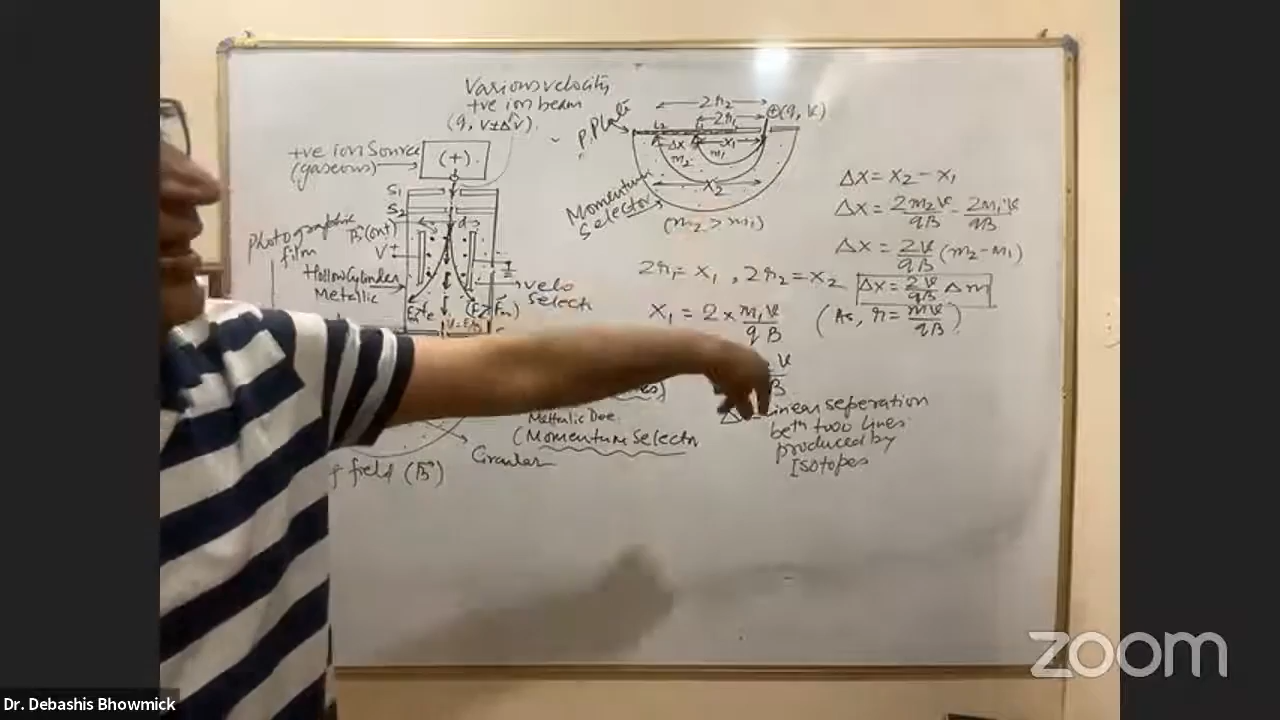 Various velocity
+ve ion beam
(q, V±ΔV)
+ve ion Source
(gaseous)
(+)
S1
S2
Photographic
film
B(out)
d
V
Hollow Cylinder
Metallic
velo
Selectr
V=E/B
Metallic Dee
(Momentum Selectr
Circular
field (B)
2r2
2r1
+(q, V)
P. Plate
L2
L1
Δx
x1
m2
m1
x2
Momentum
Selector
(m2 > m1)
2r1 = x1 , 2r2 = x2
x1 = 2 × m1V/qB
V
B
(As, r = mV/qB)
Linear seperation
betn two lines
produced by
Isotopes
Δx = x2 - x1
Δx = 2m2V/qB - 2m1V/qB
Δx = 2V/qB (m2-m1)
Δx = 2V/qB Δm
zoom
Dr. Debashis Bhowmick